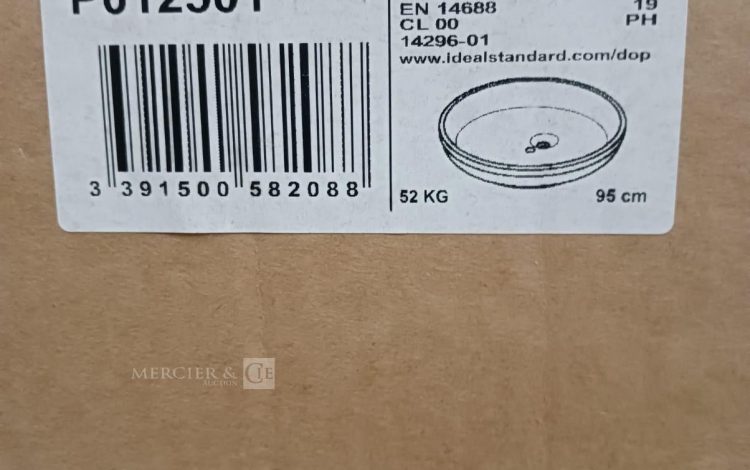 P012501
EN 14688
19
CL 00
PH
14296-01
www.idealstandard.com/dop
3 391500 582088
52 KG
95 cm
MERCIER & CIE
AUCTION